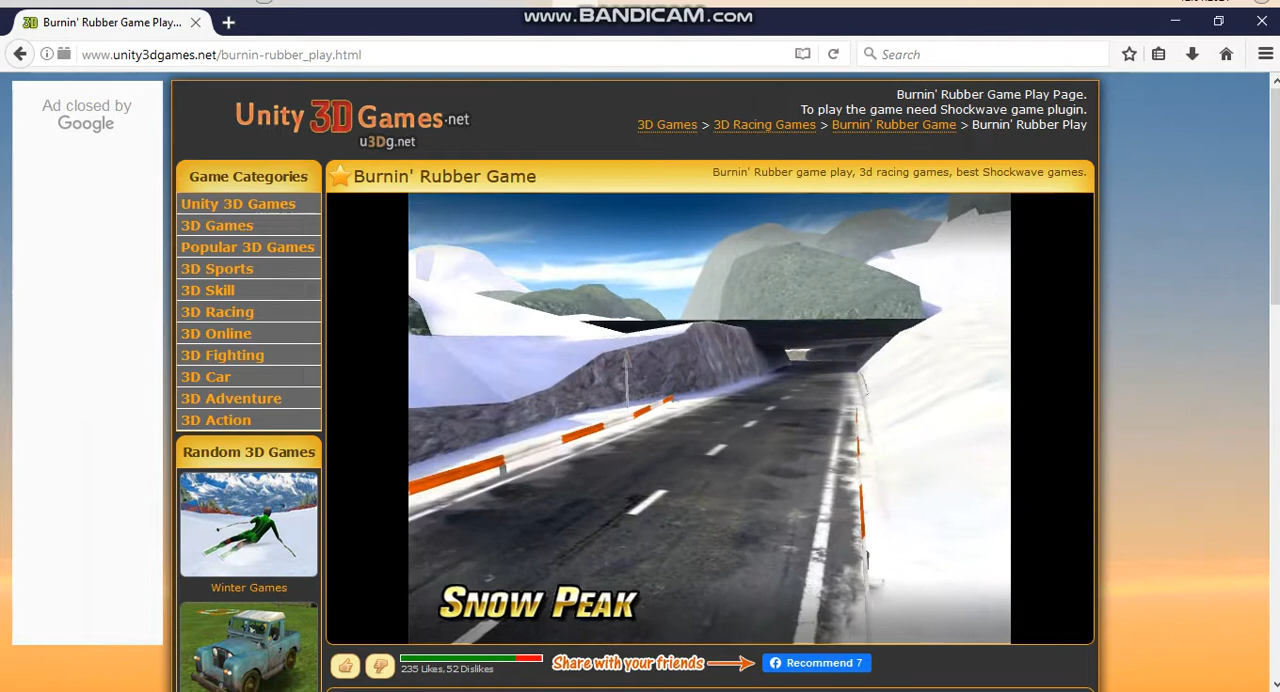 www.BANDICAM.com
3D Burnin' Rubber Game Play...
www.unity3dgames.net/burnin-rubber_play.html
Search
Ad closed by
Google
Unity 3D Games.net
u3Dg.net
Burnin' Rubber Game Play Page.
To play the game need Shockwave game plugin.
3D Games > 3D Racing Games > Burnin' Rubber Game > Burnin' Rubber Play
Game Categories
Unity 3D Games
3D Games
Popular 3D Games
3D Sports
3D Skill
3D Racing
3D Online
3D Fighting
3D Car
3D Adventure
3D Action
Random 3D Games
Winter Games
Burnin' Rubber Game
Burnin' Rubber game play, 3d racing games, best Shockwave games.
SNOW PEAK
235 Likes, 52 Dislikes
Share with your friends
Recommend 7